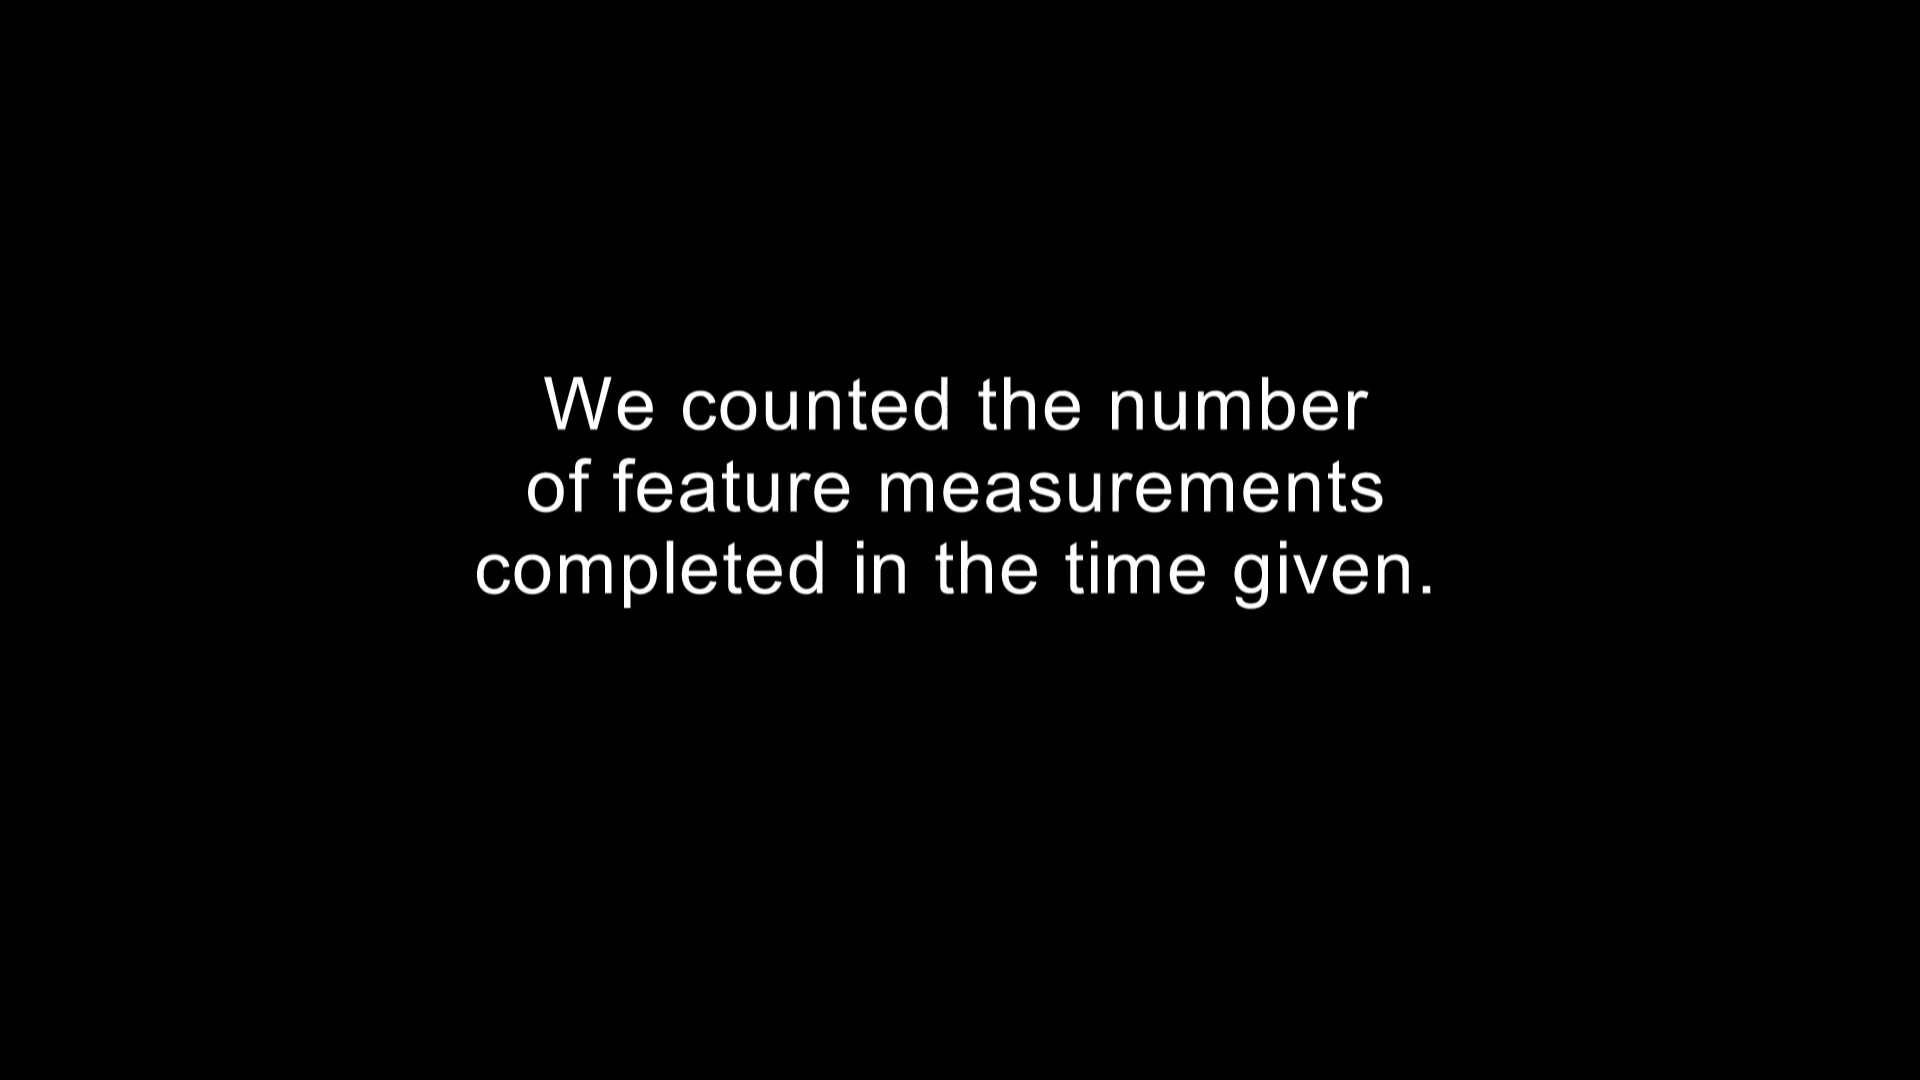 We counted the number
of feature measurements
completed in the time given.